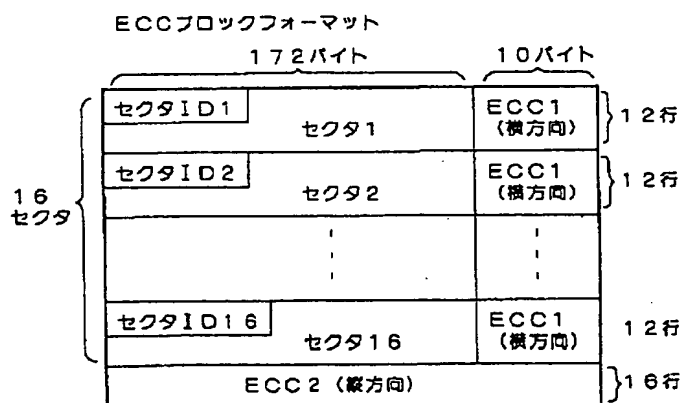 ECCブロックフォーマット
172バイト
10バイト
セクタID1
セクタ1
ECC1
(横方向)
12行
セクタID2
セクタ2
ECC1
(横方向)
12行
16
セクタ
セクタID16
セクタ16
ECC1
(横方向)
12行
ECC2(縦方向)
16行